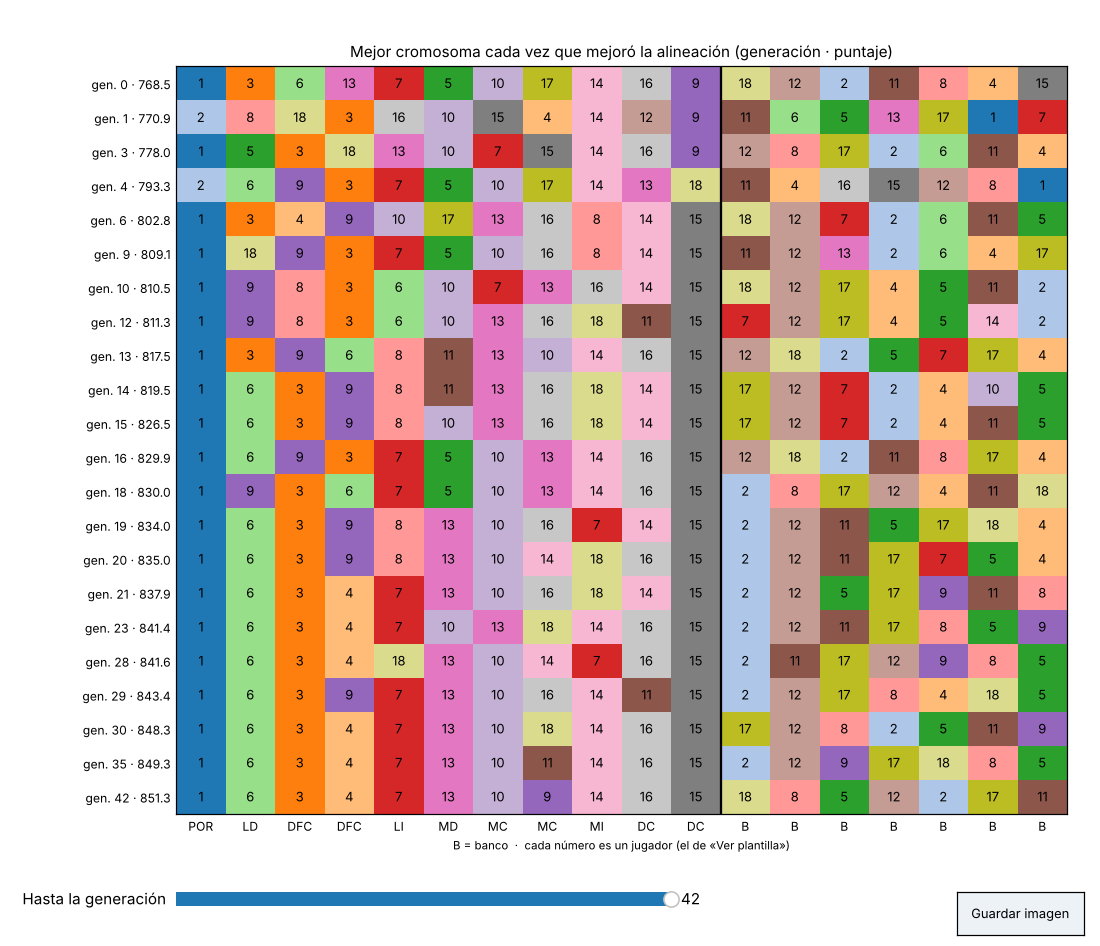 Mejor cromosoma cada vez que mejoró la alineación (generación · puntaje)
gen. 0 · 768.5 1 3 6 13 7 5 10 17 14 16 9 18 12 2 11 8 4 15
gen. 1 · 770.9 2 8 18 3 16 10 15 4 14 12 9 11 6 5 13 17 1 7
gen. 3 · 778.0 1 5 3 18 13 10 7 15 14 16 9 12 8 17 2 6 11 4
gen. 4 · 793.3 2 6 9 3 7 5 10 17 14 13 18 11 4 16 15 12 8 1
gen. 6 · 802.8 1 3 4 9 10 17 13 16 8 14 15 18 12 7 2 6 11 5
gen. 9 · 809.1 1 18 9 3 7 5 10 16 8 14 15 11 12 13 2 6 4 17
gen. 10 · 810.5 1 9 8 3 6 10 7 13 16 14 15 18 12 17 4 5 11 2
gen. 12 · 811.3 1 9 8 3 6 10 13 16 18 11 15 7 12 17 4 5 14 2
gen. 13 · 817.5 1 3 9 6 8 11 13 10 14 16 15 12 18 2 5 7 17 4
gen. 14 · 819.5 1 6 3 9 8 11 13 16 18 14 15 17 12 7 2 4 10 5
gen. 15 · 826.5 1 6 3 9 8 10 13 16 18 14 15 17 12 7 2 4 11 5
gen. 16 · 829.9 1 6 9 3 7 5 10 13 14 16 15 12 18 2 11 8 17 4
gen. 18 · 830.0 1 9 3 6 7 5 10 13 14 16 15 2 8 17 12 4 11 18
gen. 19 · 834.0 1 6 3 9 8 13 10 16 7 14 15 2 12 11 5 17 18 4
gen. 20 · 835.0 1 6 3 9 8 13 10 14 18 16 15 2 12 11 17 7 5 4
gen. 21 · 837.9 1 6 3 4 7 13 10 16 18 14 15 2 12 5 17 9 11 8
gen. 23 · 841.4 1 6 3 4 7 10 13 18 14 16 15 2 12 11 17 8 5 9
gen. 28 · 841.6 1 6 3 4 18 13 10 14 7 16 15 2 11 17 12 9 8 5
gen. 29 · 843.4 1 6 3 9 7 13 10 16 14 11 15 2 12 17 8 4 18 5
gen. 30 · 848.3 1 6 3 4 7 13 10 18 14 16 15 17 12 8 2 5 11 9
gen. 35 · 849.3 1 6 3 4 7 13 10 11 14 16 15 2 12 9 17 18 8 5
gen. 42 · 851.3 1 6 3 4 7 13 10 9 14 16 15 18 8 5 12 2 17 11
POR LD DFC DFC LI MD MC MC MI DC DC B B B B B B B
B = banco · cada número es un jugador (el de «Ver plantilla»)
Hasta la generación 42
Guardar imagen